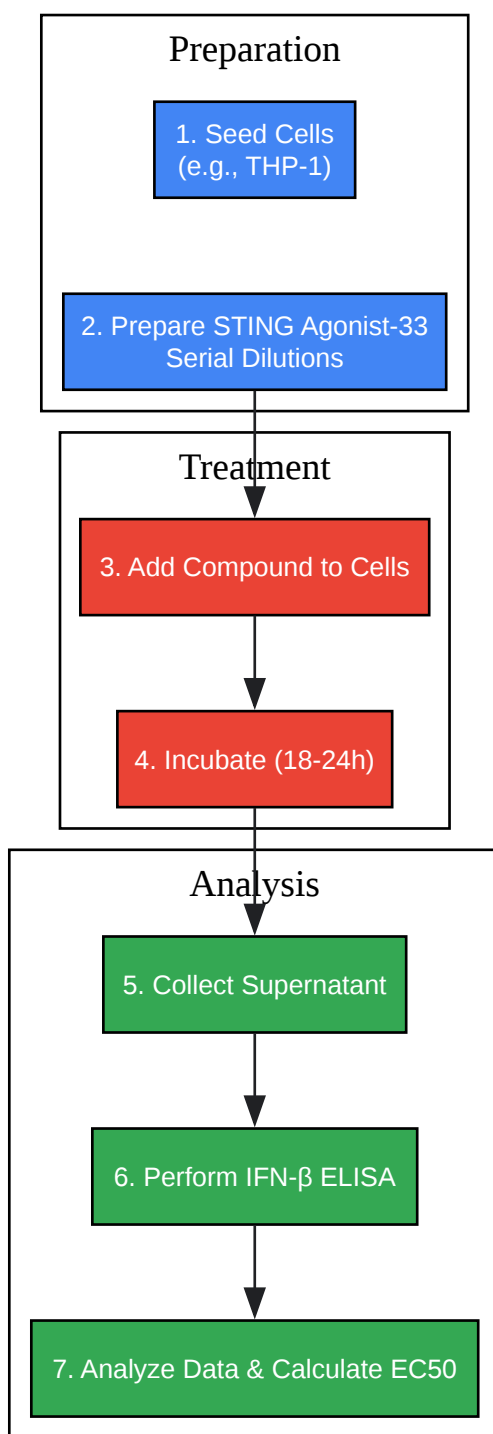 Preparation
1. Seed Cells
(e.g., THP-1)
2. Prepare STING Agonist-33
Serial Dilutions
Treatment
3. Add Compound to Cells
4. Incubate (18-24h)
Analysis
5. Collect Supernatant
6. Perform IFN-β ELISA
7. Analyze Data & Calculate EC50